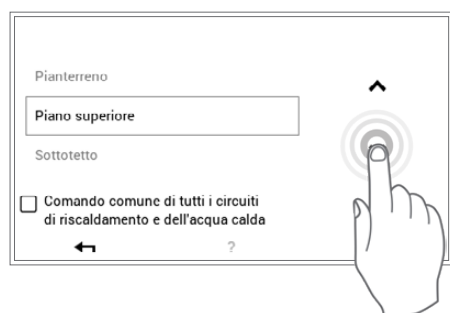 Pianterreno
Piano superiore
Sottotetto
Comando comune di tutti i circuiti
di riscaldamento e dell'acqua calda
?